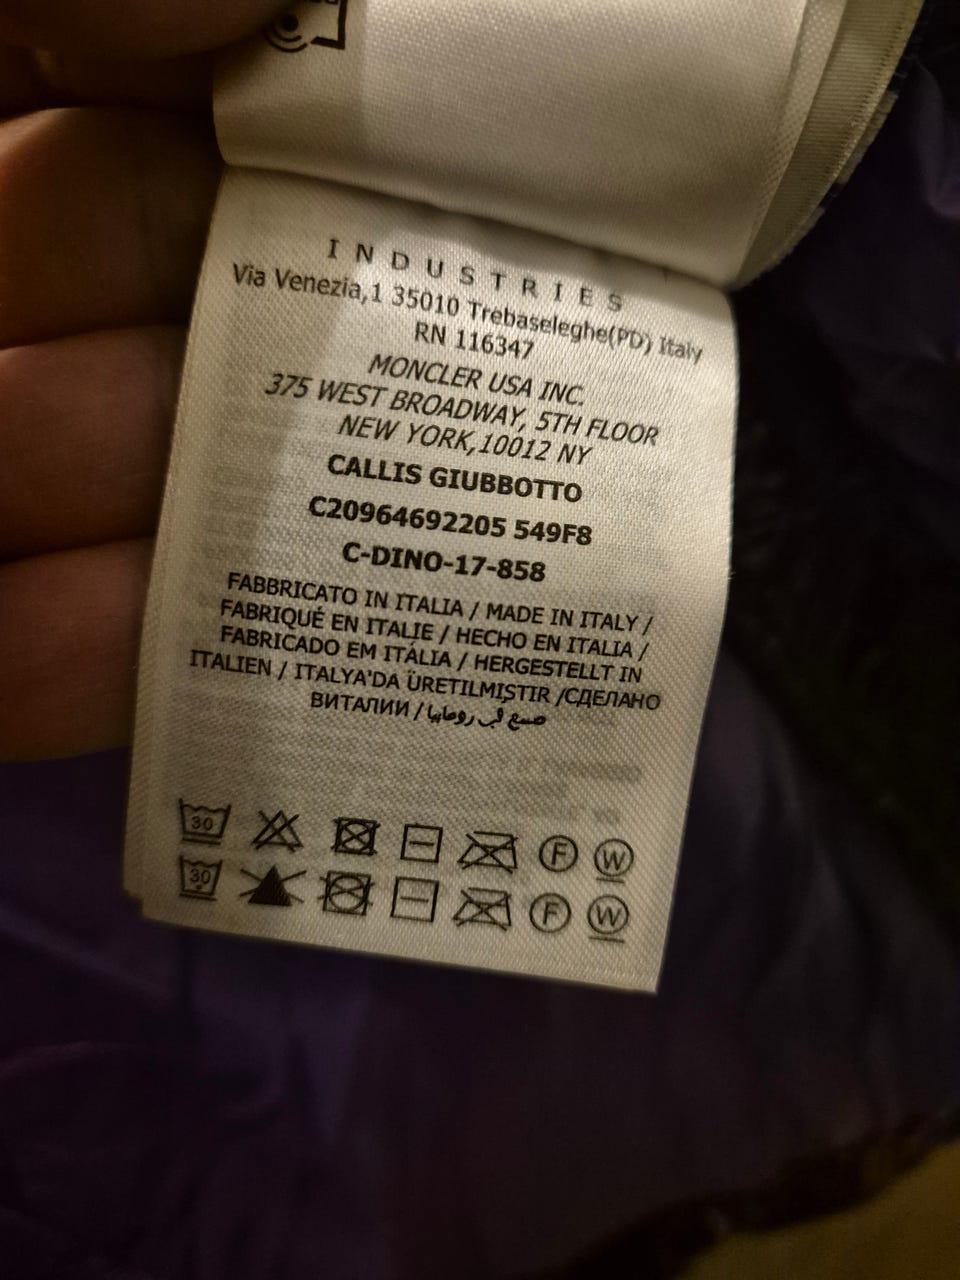 INDUSTRIES
Via Venezia,1 35010 Trebaseleghe(PD) Italy
RN 116347
MONCLER USA INC.
375 WEST BROADWAY, 5TH FLOOR
NEW YORK,10012 NY
CALLIS GIUBBOTTO
C20964692205 549F8
C-DINO-17-858
FABBRICATO IN ITALIA / MADE IN ITALY /
FABRIQUÉ EN ITALIE / HECHO EN ITALIA /
FABRICADO EM ITÁLIA / HERGESTELLT IN
ITALIEN / ITALYA'DA ÜRETILMIŞTIR /СДЕЛАНО
ВИТАЛИИ /
30 F W
30 F W